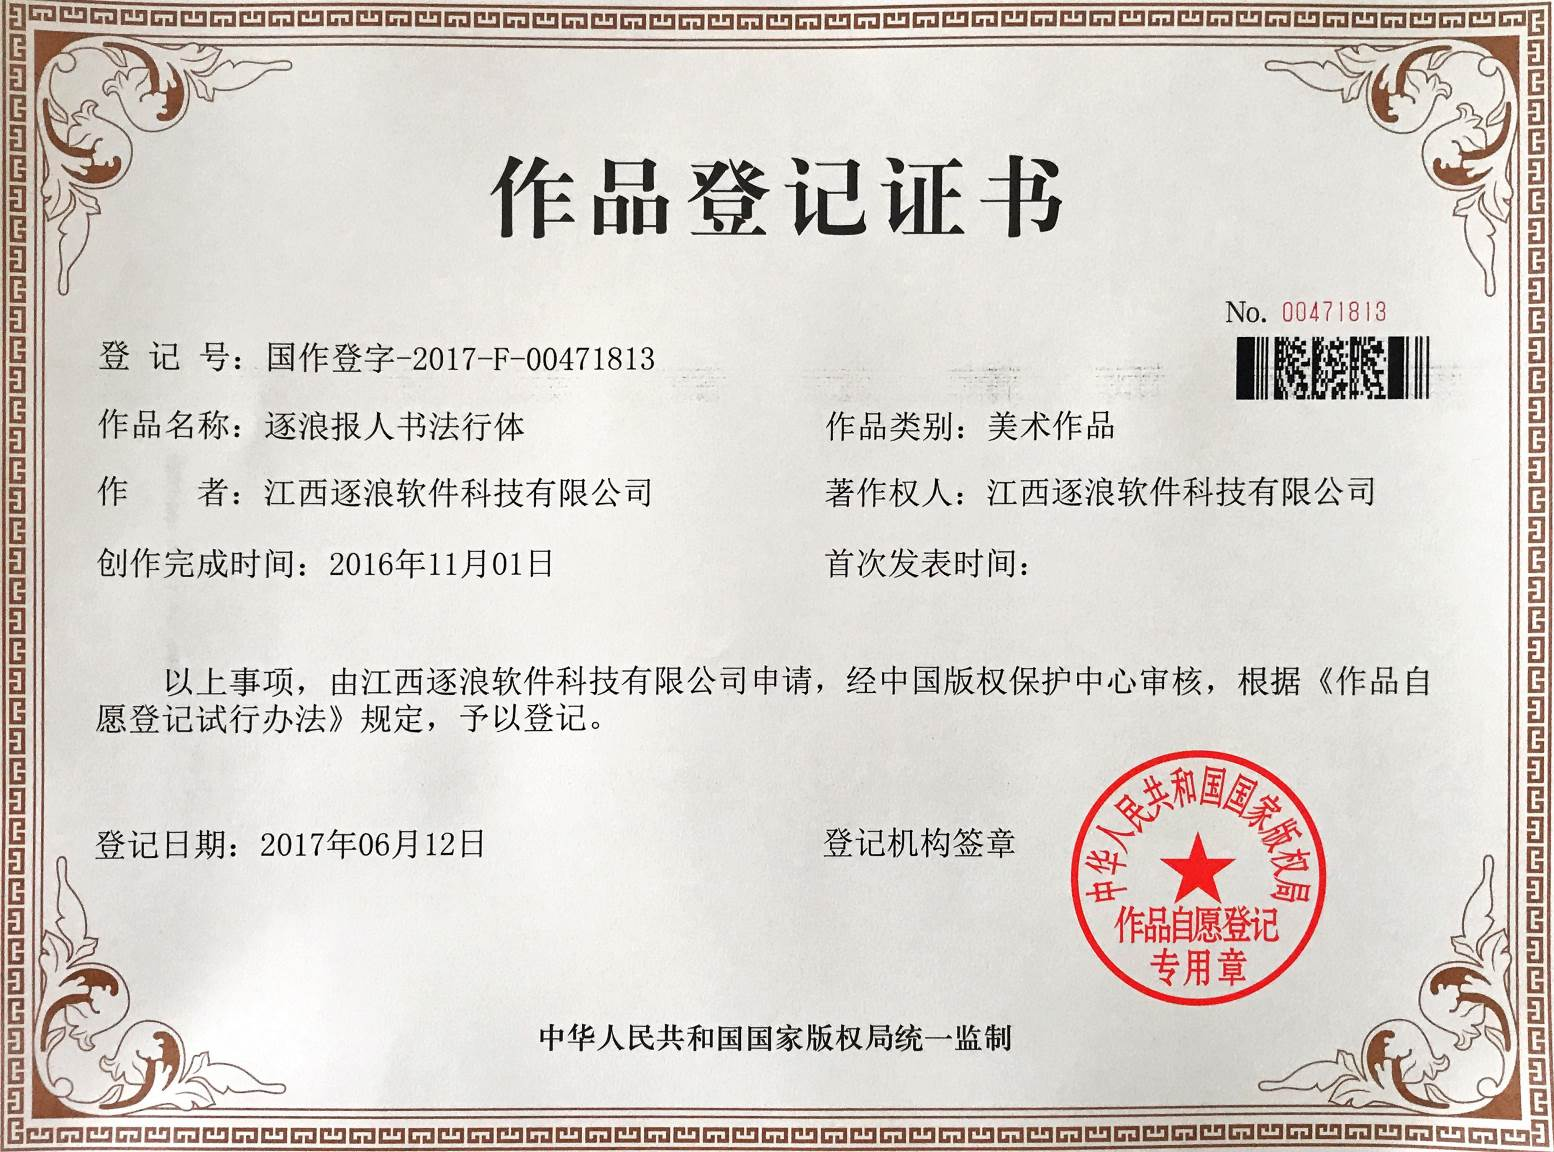 作品登记证书
No. 00471813
登 记 号：国作登字-2017-F-00471813
作品名称：逐浪报人书法行体
作品类别：美术作品
作 者：江西逐浪软件科技有限公司
著作权人：江西逐浪软件科技有限公司
创作完成时间：2016年11月01日
首次发表时间：
以上事项，由江西逐浪软件科技有限公司申请，经中国版权保护中心审核，根据《作品自
愿登记试行办法》规定，予以登记。
登记日期：2017年06月12日
登记机构签章
中华人民共和国国家版权局
作品自愿登记
专用章
中华人民共和国国家版权局统一监制